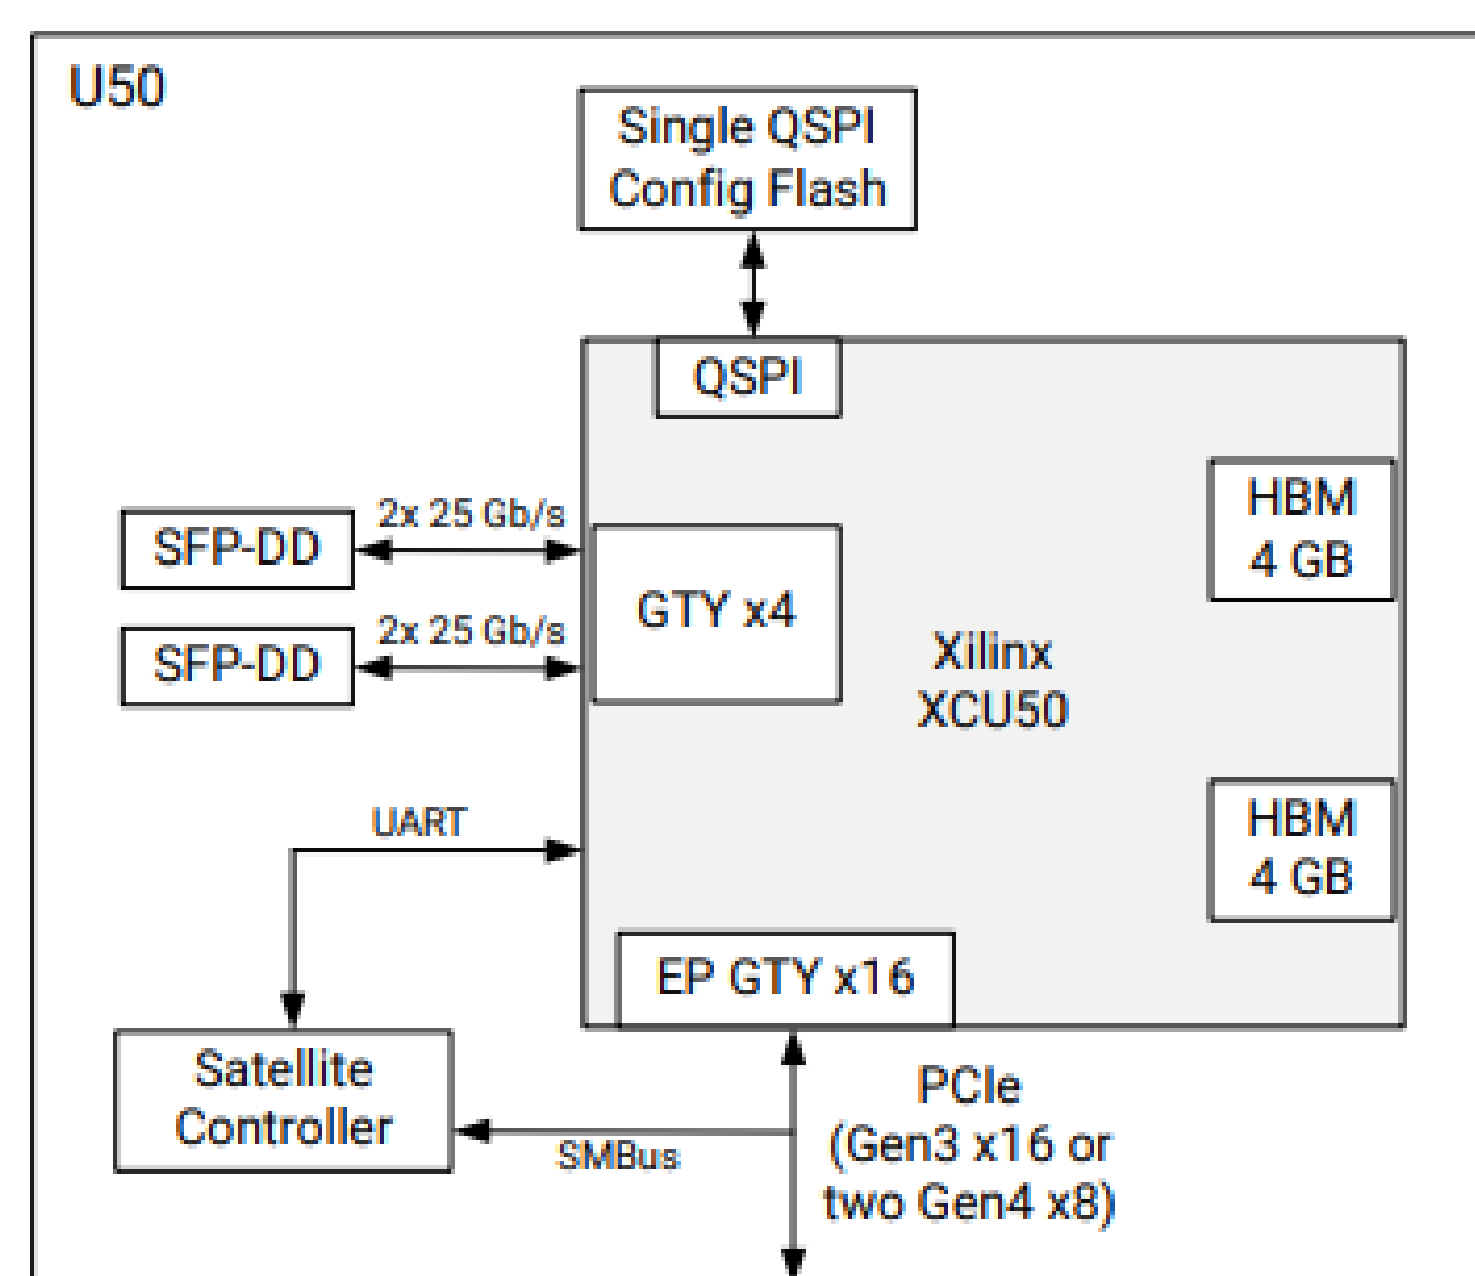 U50
Single QSPI
Config Flash
QSPI
HBM
4 GB
2x 25 Gb/s
SFP-DD
GTY x4
2x 25 Gb/s
SFP-DD
Xilinx
XCU50
UART
HBM
4 GB
EP GTY x16
Satellite
Controller
SMBus
PCIe
(Gen3 x16 or
two Gen4 x8)